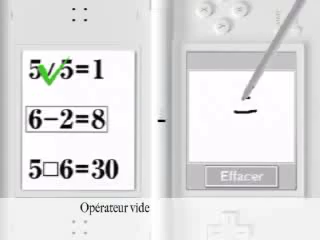 5/5=1
6-2=8
5□6=30
-
Effacer
Opérateur vide